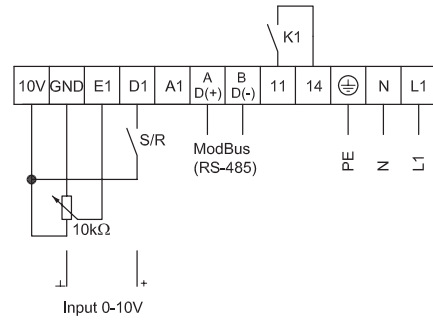 K1
10V GND E1 D1 A1 A D(+) B D(-) 11 14 N L1
S/R
ModBus
(RS-485)
PE N L1
10kΩ
+
Input 0-10V